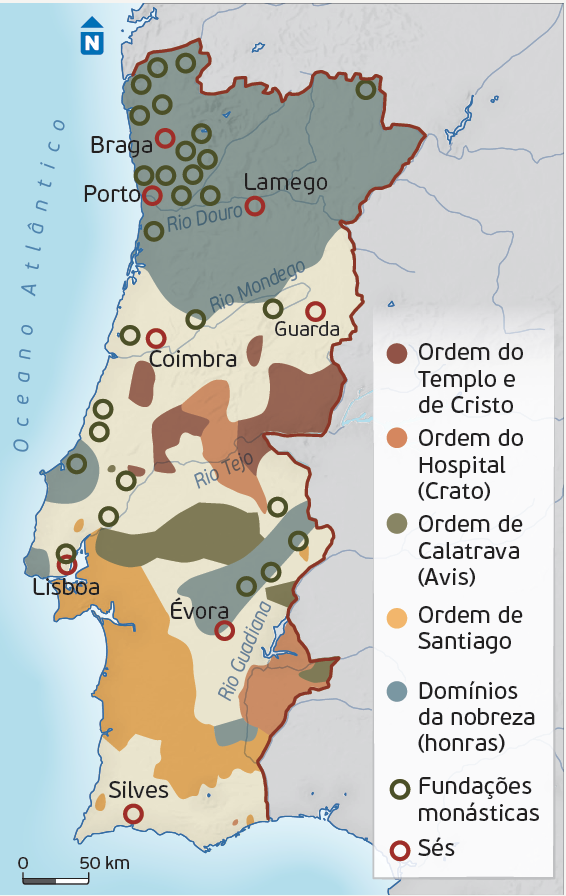 N
Oceano Atlântico
Braga
Porto
Lamego
Rio Douro
Rio Mondego
Guarda
Coimbra
Rio Tejo
Lisboa
Évora
Rio Guadiana
Silves
0 50 km
Ordem do
Templo e
de Cristo
Ordem do
Hospital
(Crato)
Ordem de
Calatrava
(Avis)
Ordem de
Santiago
Domínios
da nobreza
(honras)
Fundações
monásticas
Sés